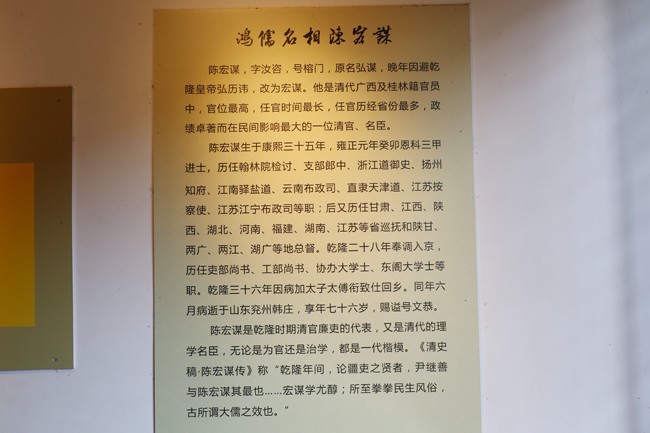 鸿儒名相陳宏謀
陈宏谋，字汝咨，号榕门，原名弘谋，晚年因避乾
隆皇帝弘历讳，改为宏谋。他是清代广西及桂林籍官员
中，官位最高，任官时间最长，任官历经省份最多，政
绩卓著而在民间影响最大的一位清官、名臣。
陈宏谋生于康熙三十五年，雍正元年癸卯恩科三甲
进士，历任翰林院检讨、支部郎中、浙江道御史、扬州
知府、江南驿盐道、云南布政司、直隶天津道、江苏按
察使、江苏江宁布政司等职；后又历任甘肃、江西、陕
西、湖北、河南、福建、湖南、江苏等省巡抚和陕甘、
两广、两江、湖广等地总督。乾隆二十八年奉调入京，
历任吏部尚书、工部尚书、协办大学士、东阁大学士等
职。乾隆三十六年因病加太子太傅衔致仕回乡。同年六
月病逝于山东兖州韩庄，享年七十六岁，赐谥号文恭。
陈宏谋是乾隆时期清官廉吏的代表，又是清代的理
学名臣，无论是为官还是治学，都是一代楷模。《清史
稿·陈宏谋传》称“乾隆年间，论疆吏之贤者，尹继善
与陈宏谋其最也……宏谋学尤醇；所至拳拳民生风俗，
古所谓大儒之效也。”